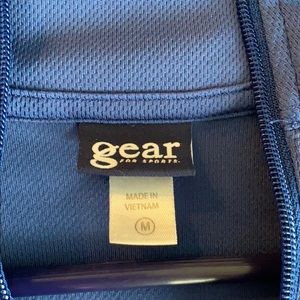 gear
FOR SPORTS.
MADE IN
VIETNAM
M